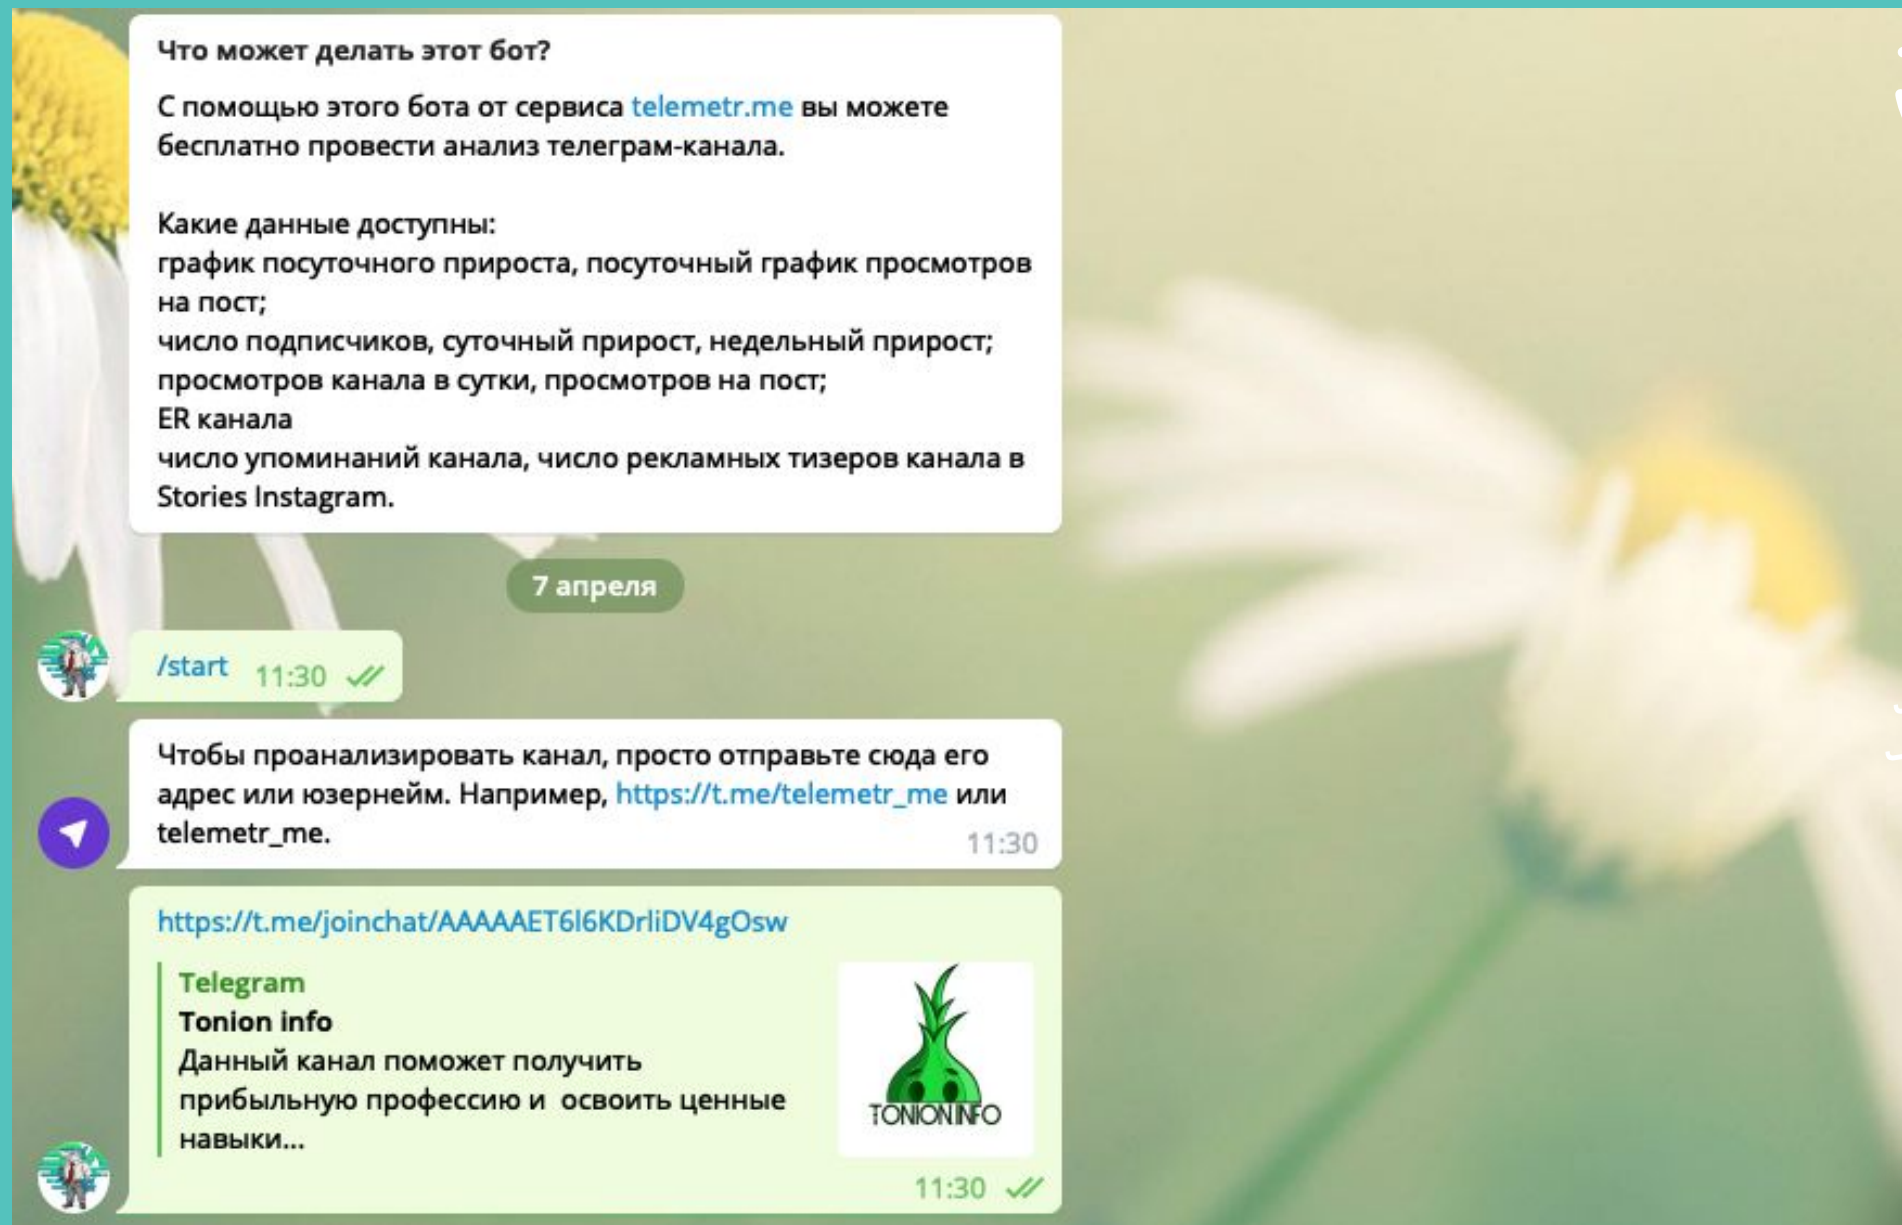 Что может делать этот бот?
С помощью этого бота от сервиса telemetr.me вы можете
бесплатно провести анализ телеграм-канала.
Какие данные доступны:
график посуточного прироста, посуточный график просмотров
на пост;
число подписчиков, суточный прирост, недельный прирост;
просмотров канала в сутки, просмотров на пост;
ER канала
число упоминаний канала, число рекламных тизеров канала в
Stories Instagram.
7 апреля
/start 11:30
Чтобы проанализировать канал, просто отправьте сюда его
адрес или юзернейм. Например, https://t.me/telemetr_me или
telemetr_me.
11:30
https://t.me/joinchat/AAAAAET6l6KDrliDV4gOsw
Telegram
Tonion info
Данный канал поможет получить
прибыльную профессию и освоить ценные
навыки...
TONION INFO
11:30